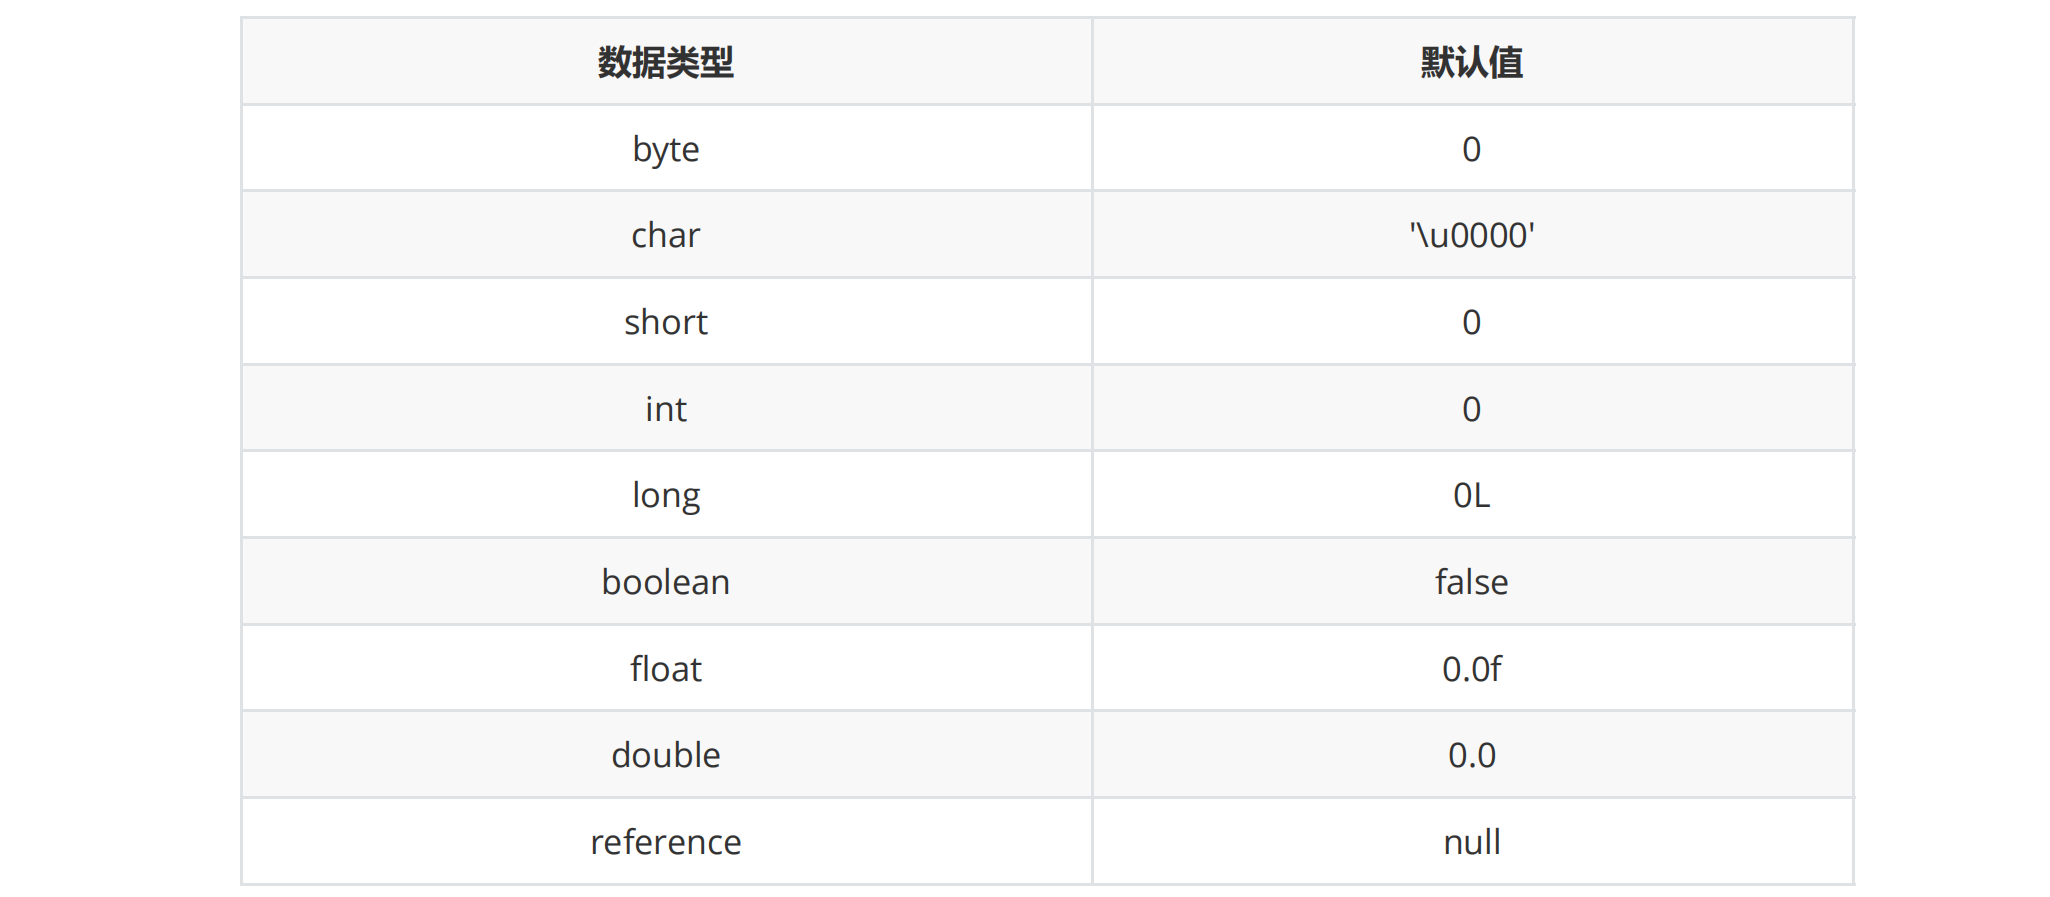 数据类型 默认值
byte 0
char '\u0000'
short 0
int 0
long 0L
boolean false
float 0.0f
double 0.0
reference null